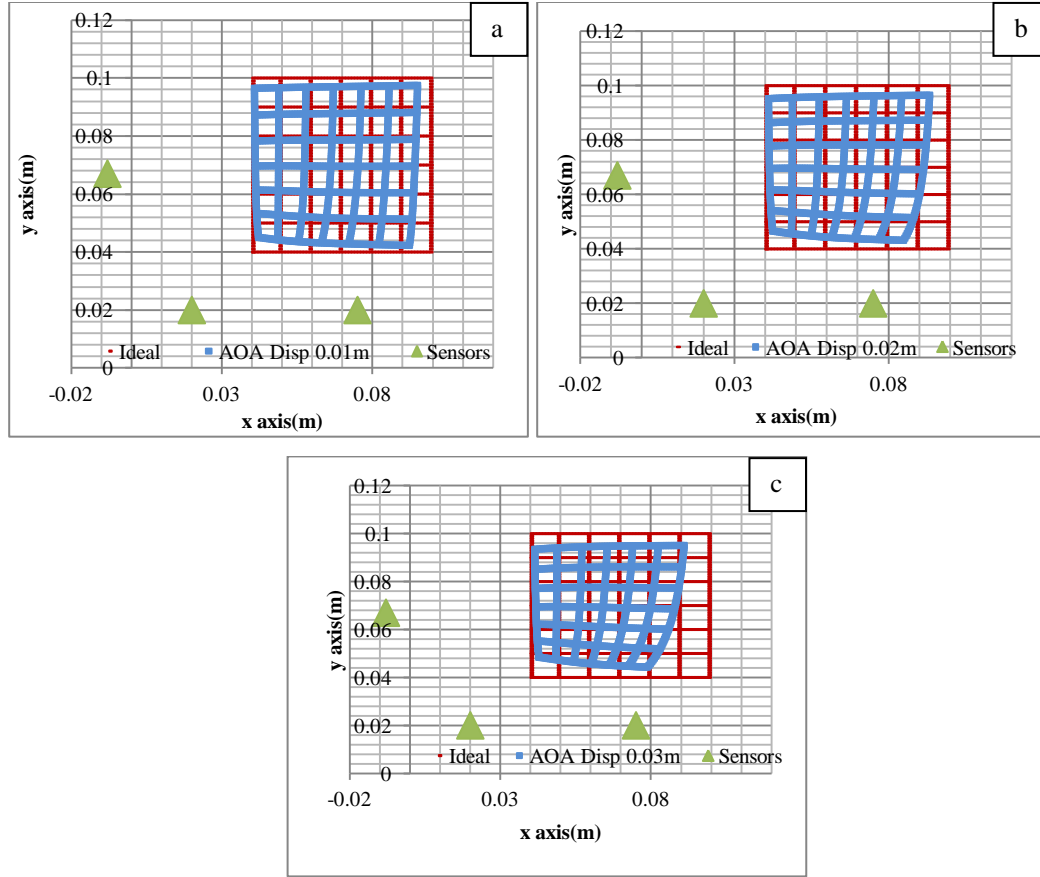 a
0.12
0.1
0.08
0.06
0.04
0.02
0
y axis(m)
Ideal AOA Disp 0.01m Sensors
-0.02 0.03 0.08
x axis(m)
b
0.12
0.1
0.08
0.06
0.04
0.02
0
y axis(m)
Ideal AOA Disp 0.02m Sensors
-0.02 0.03 0.08
x axis(m)
c
0.12
0.1
0.08
0.06
0.04
0.02
0
y axis(m)
Ideal AOA Disp 0.03m Sensors
-0.02 0.03 0.08
x axis(m)